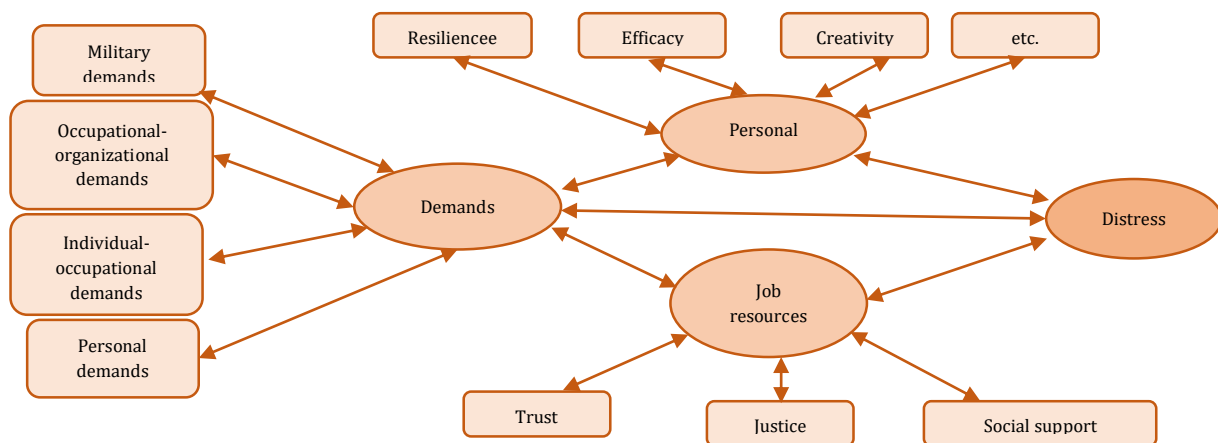 Resiliencee
Efficacy
Creativity
etc.
Military
demands
Occupational-
organizational
demands
Personal
Demands
Distress
Individual-
occupational
demands
Job
resources
Personal
demands
Trust
Justice
Social support